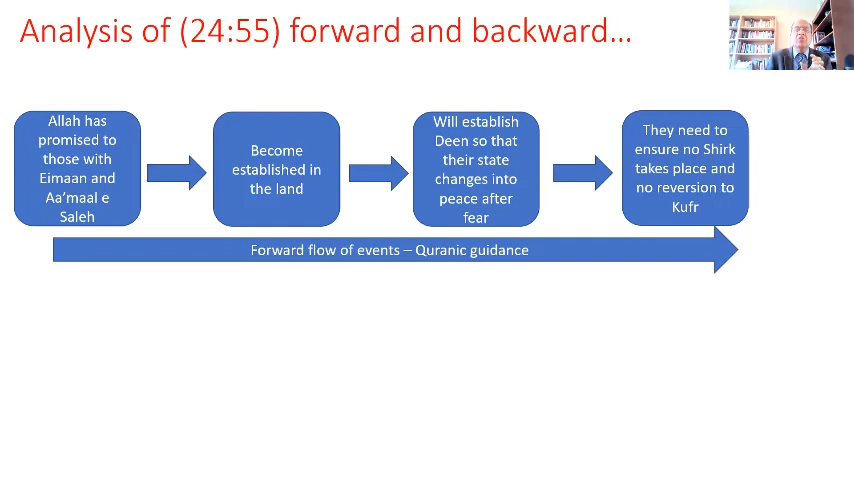 Analysis of (24:55) forward and backward...
Allah has
promised to
those with
Eimaan and
Aa’maal e
Saleh
Become
established in
the land
Will establish
Deen so that
their state
changes into
peace after
fear
They need to
ensure no Shirk
takes place and
no reversion to
Kufr
Forward flow of events – Quranic guidance